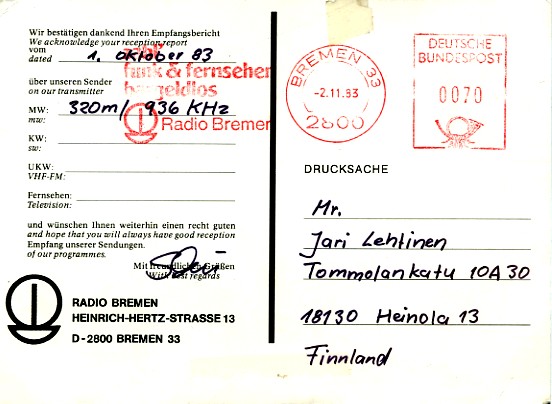 Wir bestätigen dankend Ihren Empfangsbericht
We acknowledge your reception report
vom
dated 1. Oktober 83
über unseren Sender
on our transmitter
MW: 320m/ 936 KHz
mw:
KW:
sw:
UKW:
VHF-FM:
Fernsehen:
Television:
und wünschen Ihnen weiterhin einen recht guten
and hope that you will always have good reception
Empfang unserer Sendungen.
of our programmes.
Mit freundlichen Grüßen
With best regards
RADIO BREMEN
HEINRICH-HERTZ-STRASSE 13
D-2800 BREMEN 33
funk & fernsehen
bargeldlos
Radio Bremen
BREMEN 33
-2.11.83
2800
DEUTSCHE
BUNDESPOST
0070
DRUCKSACHE
Mr.
Jari Lehtinen
Tommolankatu 10A30
18130 Heinola 13
Finnland